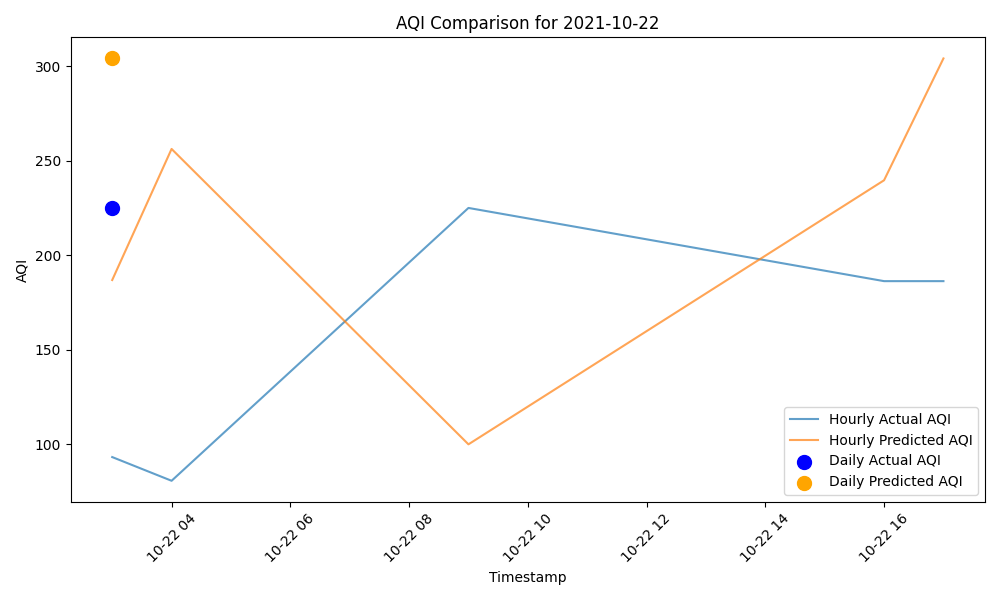 AQI Comparison for 2021-10-22
AQI
300
250
200
150
100
10-22 04
10-22 06
10-22 08
10-22 10
10-22 12
10-22 14
10-22 16
Timestamp
Hourly Actual AQI
Hourly Predicted AQI
Daily Actual AQI
Daily Predicted AQI